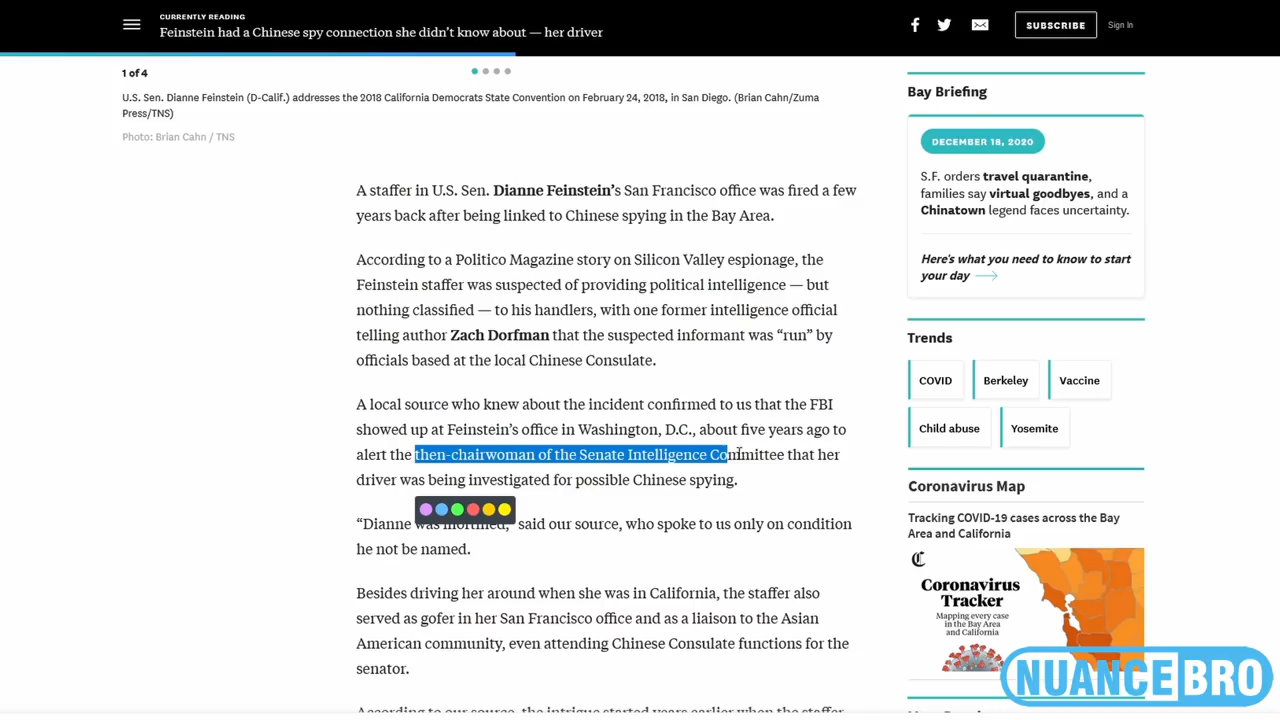 CURRENTLY READING
Feinstein had a Chinese spy connection she didn’t know about — her driver
SUBSCRIBE
Sign In
1 of 4
U.S. Sen. Dianne Feinstein (D-Calif.) addresses the 2018 California Democrats State Convention on February 24, 2018, in San Diego. (Brian Cahn/Zuma
Press/TNS)
Photo: Brian Cahn / TNS
A staffer in U.S. Sen. Dianne Feinstein’s San Francisco office was fired a few
years back after being linked to Chinese spying in the Bay Area.
According to a Politico Magazine story on Silicon Valley espionage, the
Feinstein staffer was suspected of providing political intelligence — but
nothing classified — to his handlers, with one former intelligence official
telling author Zach Dorfman that the suspected informant was “run” by
officials based at the local Chinese Consulate.
A local source who knew about the incident confirmed to us that the FBI
showed up at Feinstein’s office in Washington, D.C., about five years ago to
alert the then-chairwoman of the Senate Intelligence Committee that her
driver was being investigated for possible Chinese spying.
“Dianne was mortified,” said our source, who spoke to us only on condition
he not be named.
Besides driving her around when she was in California, the staffer also
served as gofer in her San Francisco office and as a liaison to the Asian
American community, even attending Chinese Consulate functions for the
senator.
According to our source, the intrigue started years earlier when the staffer
Bay Briefing
DECEMBER 18, 2020
S.F. orders travel quarantine,
families say virtual goodbyes, and a
Chinatown legend faces uncertainty.
Here’s what you need to know to start
your day
Trends
COVID
Berkeley
Vaccine
Child abuse
Yosemite
Coronavirus Map
Tracking COVID-19 cases across the Bay
Area and California
C
Coronavirus
Tracker
Mapping every case
in the Bay Area
and California
NUANCEBRO